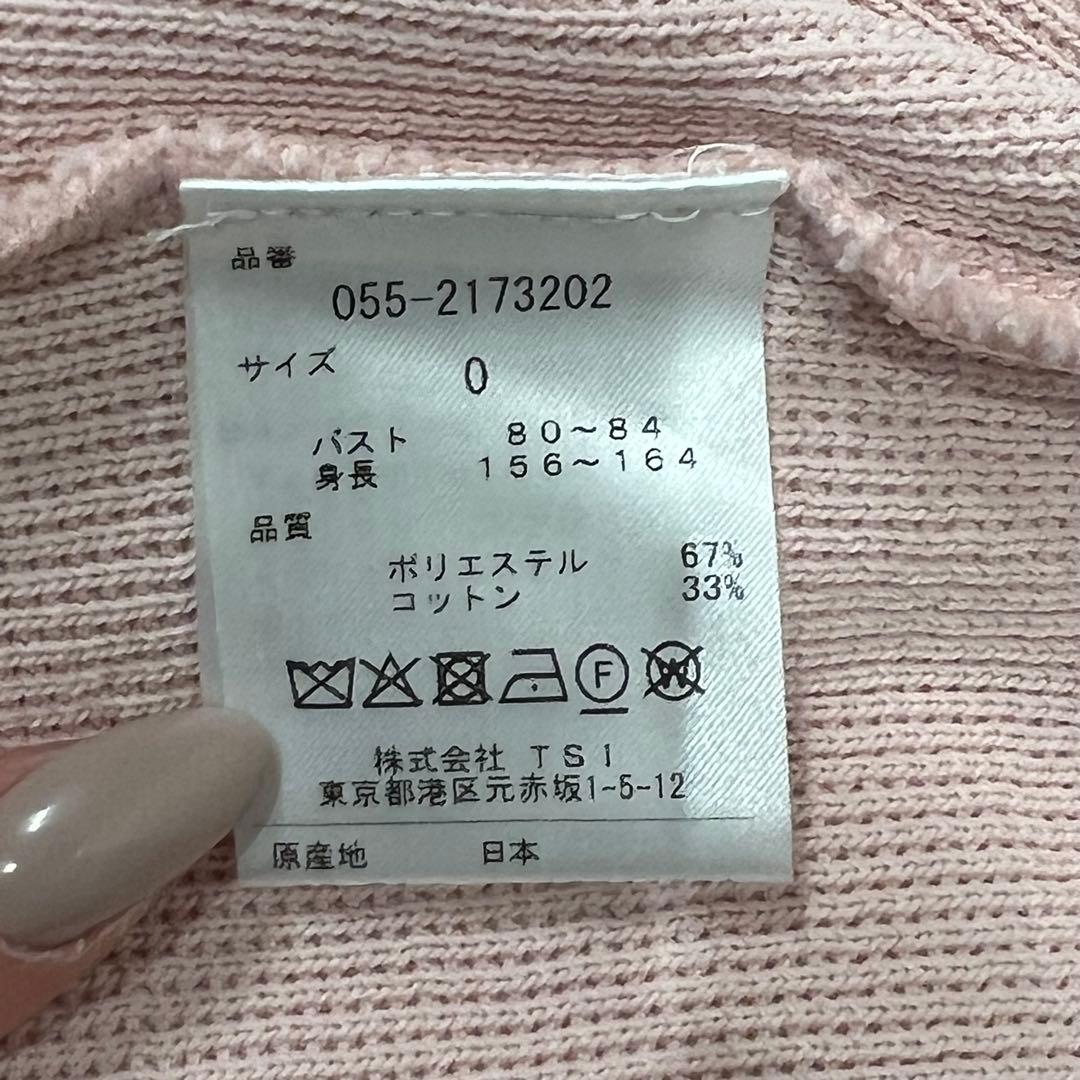 品番
055-2173202
サイズ 0
バスト 80~84
身長 156~164
品質
ポリエステル 67%
コットン 33%
F W
株式会社 TSI
東京都港区元赤坂1-5-12
原産地 日本